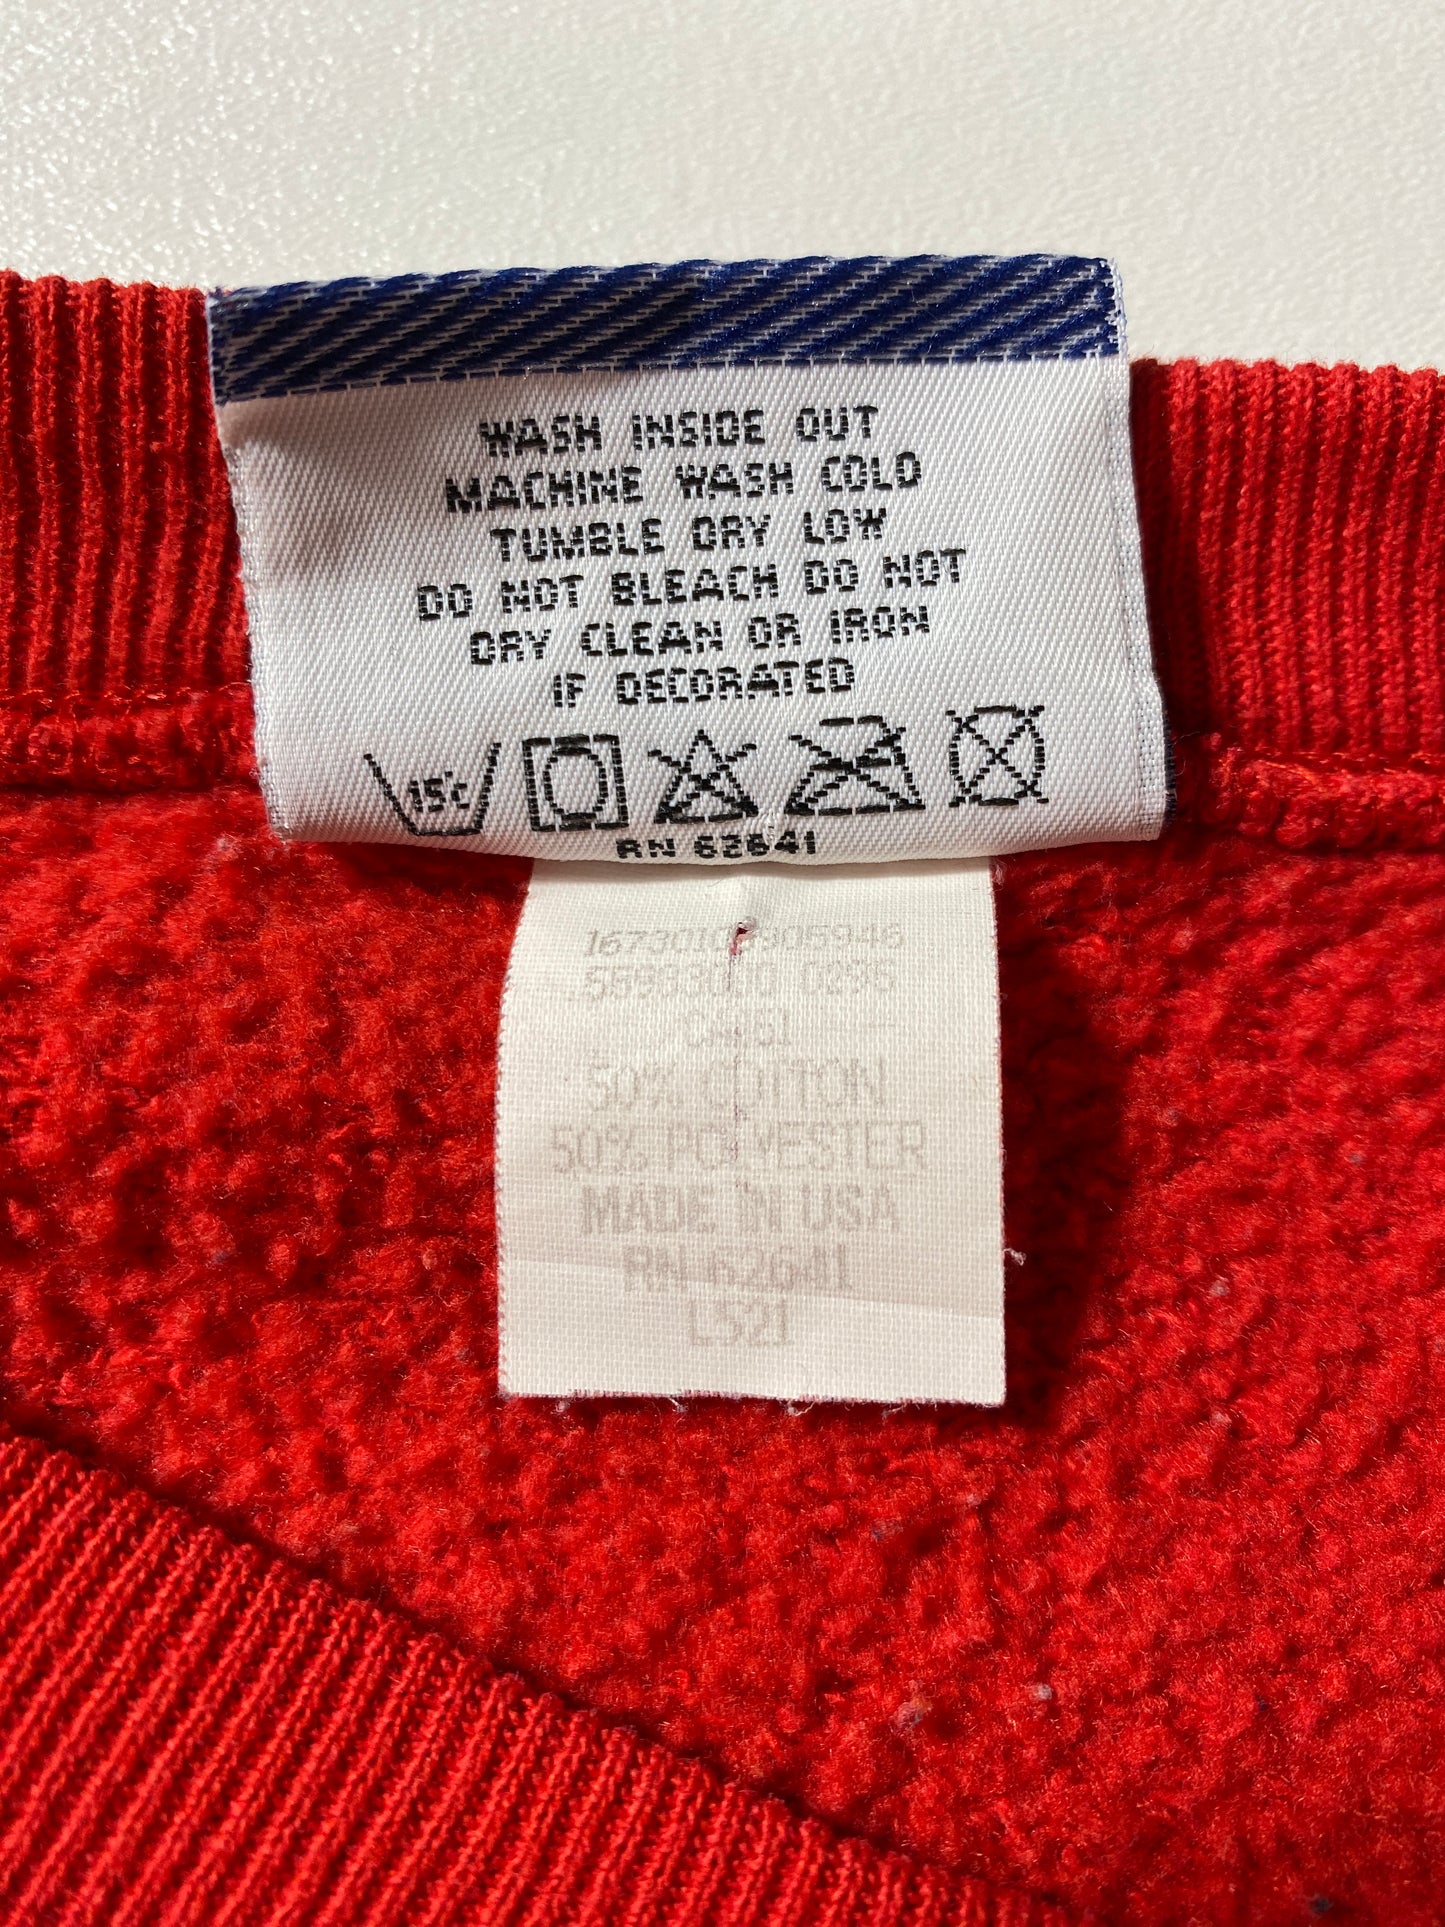 WASH INSIDE OUT
MACHINE WASH COLD
TUMBLE DRY LOW
DO NOT BLEACH DO NOT
DRY CLEAN OR IRON
IF DECORATED
15°C
RN 62641
50% COTTON
50% POLYESTER
MADE IN USA
RN 62641
L521